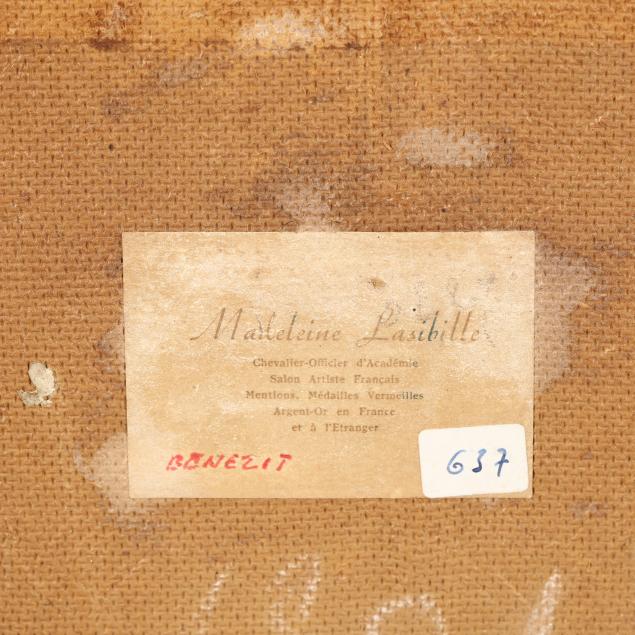 Madeleine Lasibille
Chevalier-Officier d'Académie
Salon Artiste Français
Mentions, Médailles Vermeilles
Argent-Or en France
et à l'Etranger
BENEZIT
637